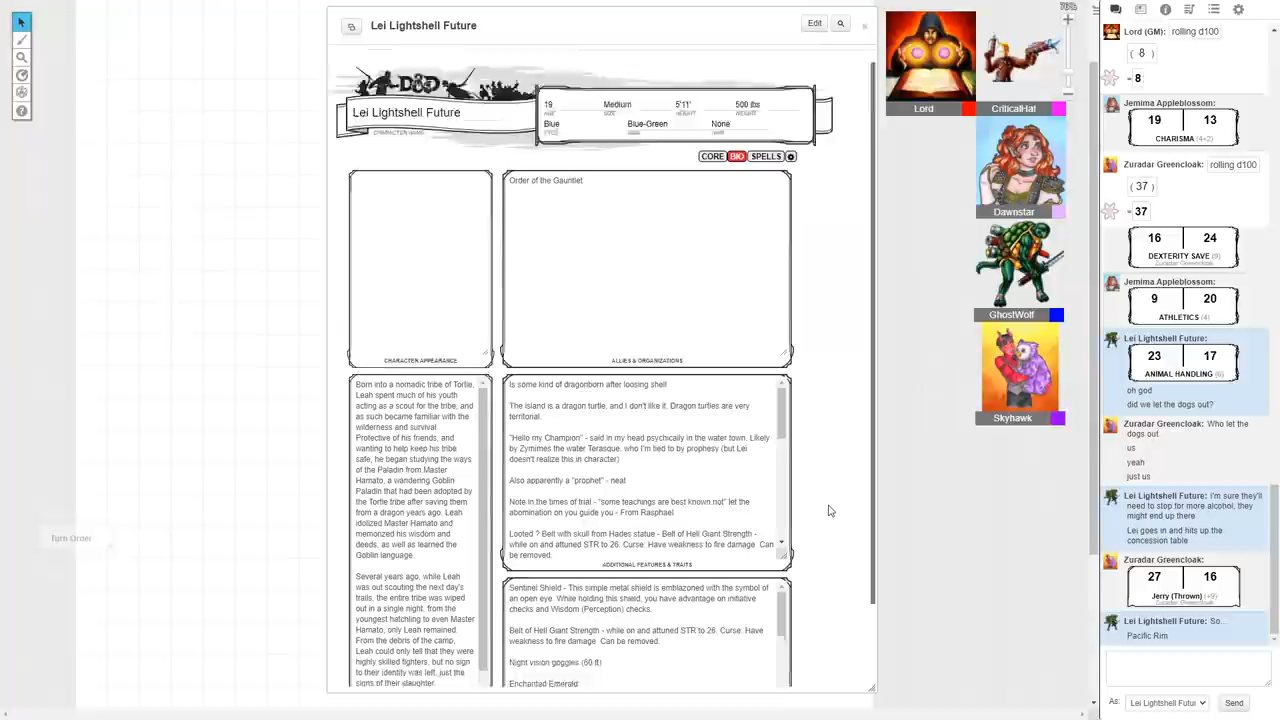 Lei Lightshell Future
Edit
D&D
Lei Lightshell Future
CHARACTER NAME
19 Medium 5'11' 500 lbs
AGE SIZE HEIGHT WEIGHT
Blue Blue-Green None
EYES SKIN HAIR
CORE BIO SPELLS
CHARACTER APPEARANCE
Order of the Gauntlet
ALLIES & ORGANIZATIONS
Born into a nomadic tribe of Tortle,
Leah spent much of his youth
acting as a scout for the tribe, and
as such became familiar with the
wilderness and survival
Protective of his friends, and
wanting to help keep his tribe
safe, he began studying the ways
of the Paladin from Master
Hamato, a wandering Goblin
Paladin that had been adopted by
the Tortle tribe after saving them
from a dragon years ago. Leah
idolized Master Hamato and
memorized his wisdom and
deeds, as well as learned the
Goblin language.
Several years ago, while Leah
was out scouting the next day's
trails, the entire tribe was wiped
out in a single night, from the
youngest hatchling to even Master
Hamato, only Leah remained.
From the debris of the camp,
Leah could only tell that they were
highly skilled fighters, but no sign
to their identity was left, just the
signs of their slaughter.
Is some kind of dragonborn after loosing shell
The island is a dragon turtle, and I don't like it. Dragon turtles are very
territorial.
"Hello my Champion" - said in my head psychically in the water town. Likely
by Zymimes the water Terasque, who I'm tied to by prophesy (but Lei
doesn't realize this in character)
Also apparently a "prophet" - neat
Note in the times of trial - "some teachings are best known not" let the
abomination on you guide you - From Rasphael
Looted ? Belt with skull from Hades statue - Belt of Hell Giant Strength -
while on and attuned STR to 26. Curse: Have weakness to fire damage Can
be removed.
ADDITIONAL FEATURES & TRAITS
Sentinel Shield - This simple metal shield is emblazoned with the symbol of
an open eye. While holding this shield, you have advantage on initiative
checks and Wisdom (Perception) checks.
Belt of Hell Giant Strength - while on and attuned STR to 26. Curse: Have
weakness to fire damage Can be removed.
Night vision goggles (60 ft)
Enchanted Emerald
Turn Order
70%
Lord
CriticalHat
Dawnstar
GhostWolf
Skyhawk
Lord (GM): rolling d100
( 8 )
= 8
Jemima Appleblossom:
19 13
CHARISMA (4+2)
Zuradar Greencloak: rolling d100
( 37 )
= 37
16 24
DEXTERITY SAVE (9)
Zuradar Greencloak
Jemima Appleblossom:
9 20
ATHLETICS (4)
Lei Lightshell Future:
23 17
ANIMAL HANDLING (6)
oh god
did we let the dogs out?
Zuradar Greencloak: Who let the
dogs out
us
yeah
just us
Lei Lightshell Future: I'm sure they'll
need to stop for more alcohol, they
might end up there
Lei goes in and hits up the
concession table
Zuradar Greencloak:
27 16
Jerry (Thrown) (+9)
Zuradar Greencloak
Lei Lightshell Future: So...
Pacific Rim
As: Lei Lightshell Futur
Send